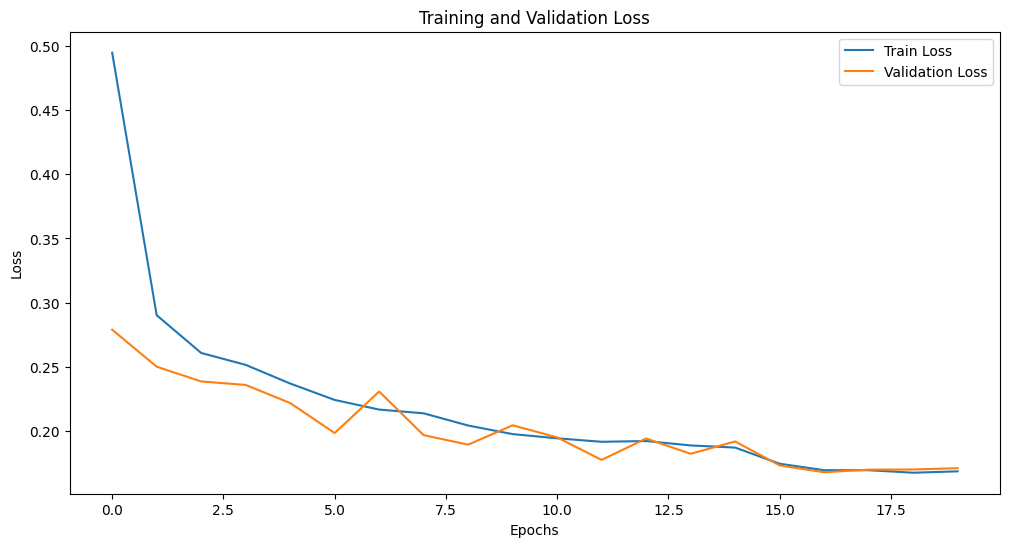 Training and Validation Loss
Train Loss
Validation Loss
0.50
0.45
0.40
0.35
0.30
0.25
0.20
Loss
0.0 2.5 5.0 7.5 10.0 12.5 15.0 17.5
Epochs